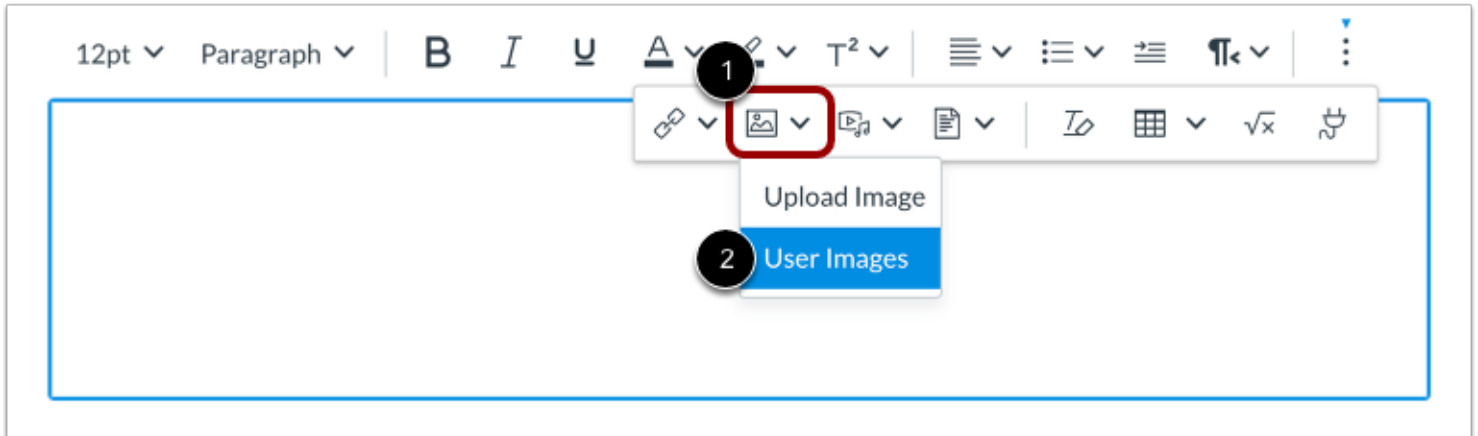 12pt Paragraph B I U A T²
1
√x
Upload Image
2 User Images